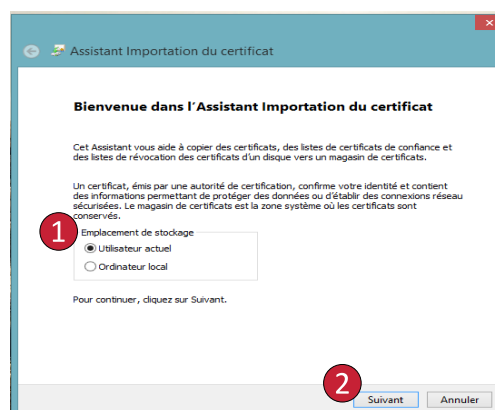 Assistant Importation du certificat
Bienvenue dans l'Assistant Importation du certificat
Cet Assistant vous aide à copier des certificats, des listes de certificats de confiance et
des listes de révocation des certificats d'un disque vers un magasin de certificats.
Un certificat, émis par une autorité de certification, confirme votre identité et contient
des informations permettant de protéger des données ou d'établir des connexions réseau
sécurisées. Le magasin de certificats est la zone système où les certificats sont
conservés.
1
Emplacement de stockage
Utilisateur actuel
Ordinateur local
Pour continuer, cliquez sur Suivant.
2
Suivant Annuler